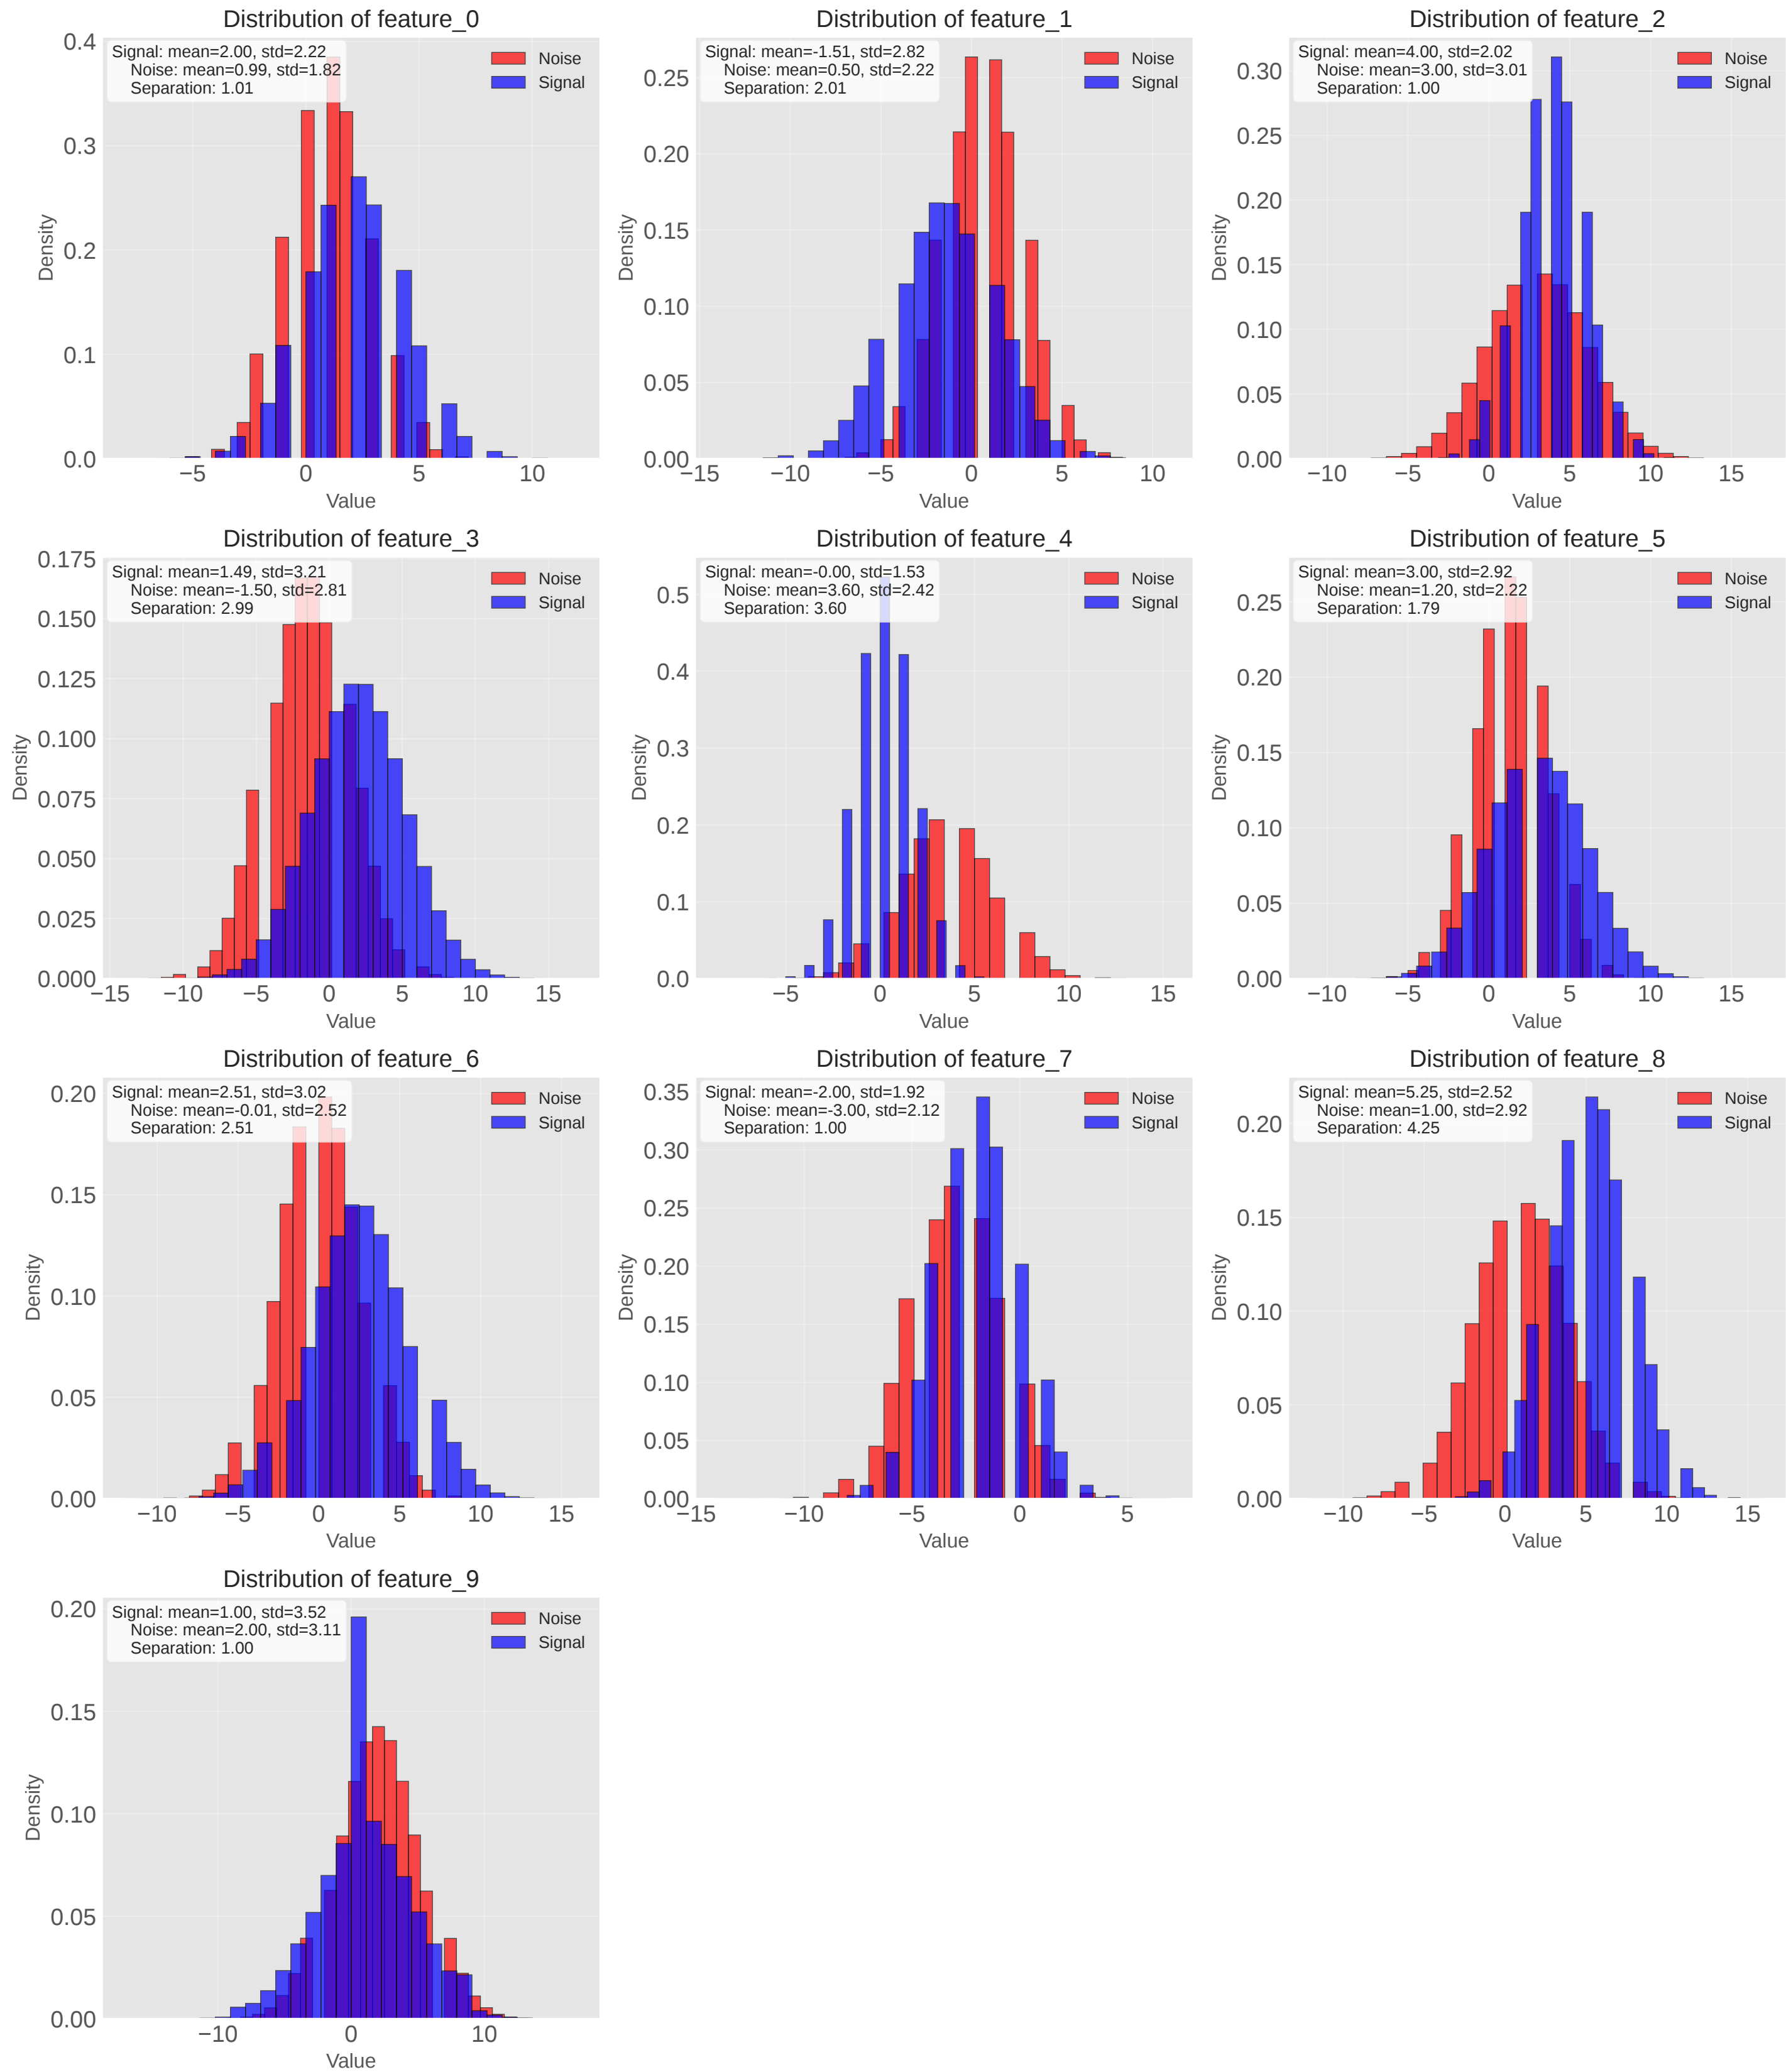 Distribution of feature_0
Signal: mean=2.00, std=2.22
Noise: mean=0.99, std=1.82
Separation: 1.01
Noise
Signal
0.4
0.3
0.2
0.1
0.0
Density
−5 0 5 10
Value
Distribution of feature_1
Signal: mean=-1.51, std=2.82
Noise: mean=0.50, std=2.22
Separation: 2.01
Noise
Signal
0.25
0.20
0.15
0.10
0.05
0.00
Density
−15 −10 −5 0 5 10
Value
Distribution of feature_2
Signal: mean=4.00, std=2.02
Noise: mean=3.00, std=3.01
Separation: 1.00
Noise
Signal
0.30
0.25
0.20
0.15
0.10
0.05
0.00
Density
−10 −5 0 5 10 15
Value
Distribution of feature_3
Signal: mean=1.49, std=3.21
Noise: mean=-1.50, std=2.81
Separation: 2.99
Noise
Signal
0.175
0.150
0.125
0.100
0.075
0.050
0.025
0.000
Density
−15 −10 −5 0 5 10 15
Value
Distribution of feature_4
Signal: mean=-0.00, std=1.53
Noise: mean=3.60, std=2.42
Separation: 3.60
Noise
Signal
0.5
0.4
0.3
0.2
0.1
0.0
Density
−5 0 5 10 15
Value
Distribution of feature_5
Signal: mean=3.00, std=2.92
Noise: mean=1.20, std=2.22
Separation: 1.79
Noise
Signal
0.25
0.20
0.15
0.10
0.05
0.00
Density
−10 −5 0 5 10 15
Value
Distribution of feature_6
Signal: mean=2.51, std=3.02
Noise: mean=-0.01, std=2.52
Separation: 2.51
Noise
Signal
0.20
0.15
0.10
0.05
0.00
Density
−10 −5 0 5 10 15
Value
Distribution of feature_7
Signal: mean=-2.00, std=1.92
Noise: mean=-3.00, std=2.12
Separation: 1.00
Noise
Signal
0.35
0.30
0.25
0.20
0.15
0.10
0.05
0.00
Density
−15 −10 −5 0 5
Value
Distribution of feature_8
Signal: mean=5.25, std=2.52
Noise: mean=1.00, std=2.92
Separation: 4.25
Noise
Signal
0.20
0.15
0.10
0.05
0.00
Density
−10 −5 0 5 10 15
Value
Distribution of feature_9
Signal: mean=1.00, std=3.52
Noise: mean=2.00, std=3.11
Separation: 1.00
Noise
Signal
0.20
0.15
0.10
0.05
0.00
Density
−10 0 10
Value